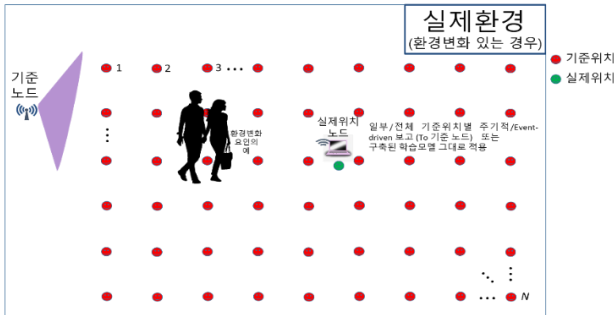 실제환경
(환경변화 있는 경우)
기준위치
실제위치
기준
노드
1
2
3 ...
환경변화
요인의
예
실제위치
노드
일부/전체 기준위치별 주기적/Event-
driven 보고 (To 기준 노드) 또는
구축된 학습모델 그대로 적용
N